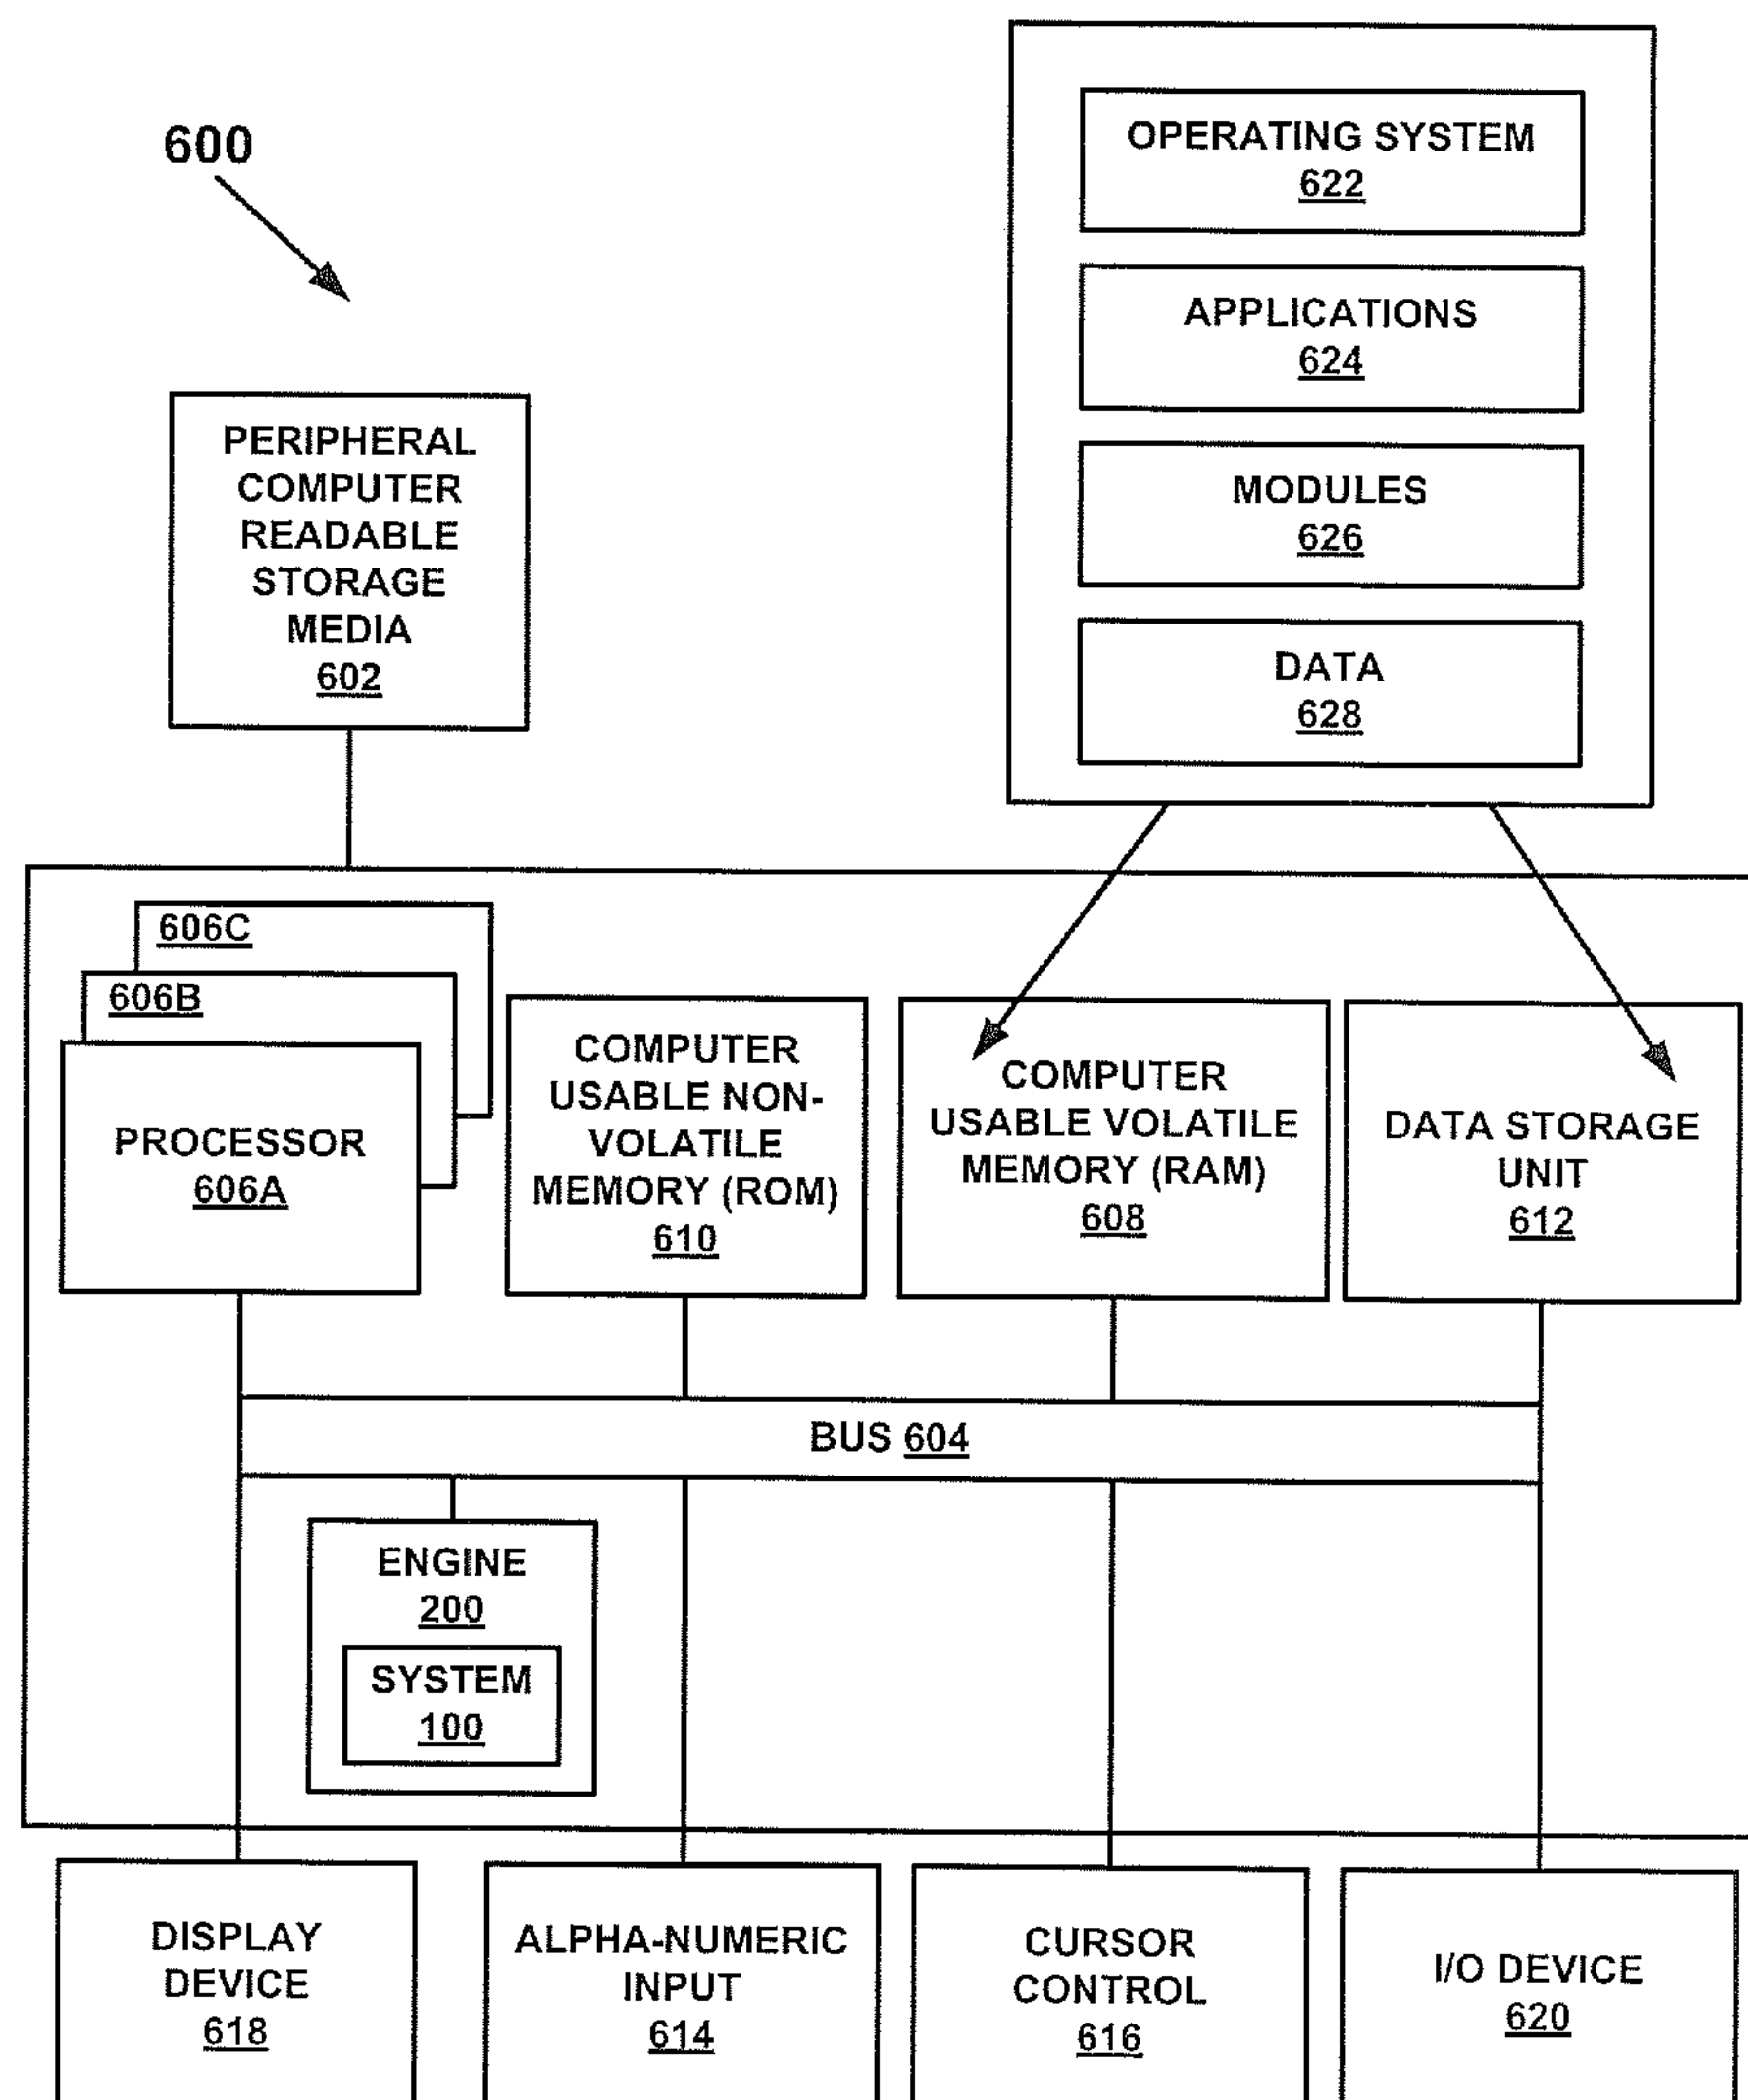 600
OPERATING SYSTEM
622
APPLICATIONS
624
MODULES
626
DATA
628
PERIPHERAL
COMPUTER
READABLE
STORAGE
MEDIA
602
606C
606B
PROCESSOR
606A
COMPUTER
USABLE NON-
VOLATILE
MEMORY (ROM)
610
COMPUTER
USABLE VOLATILE
MEMORY (RAM)
608
DATA STORAGE
UNIT
612
BUS 604
ENGINE
200
SYSTEM
100
DISPLAY
DEVICE
618
ALPHA-NUMERIC
INPUT
614
CURSOR
CONTROL
616
I/O DEVICE
620